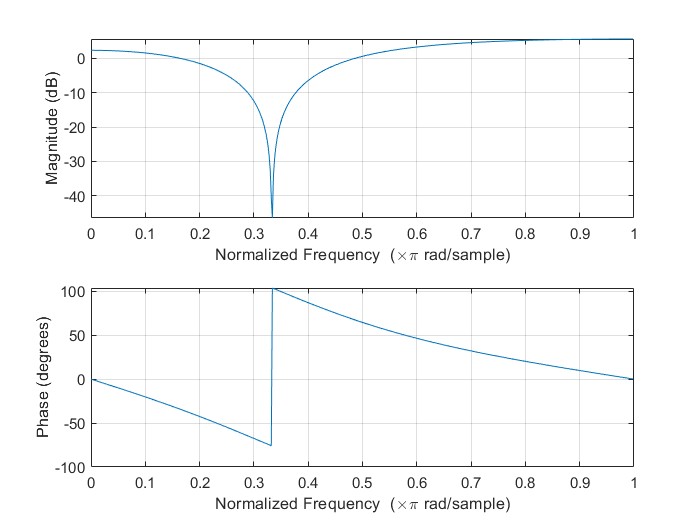 0
-10
-20
-30
-40
Magnitude (dB)
0 0.1 0.2 0.3 0.4 0.5 0.6 0.7 0.8 0.9 1
Normalized Frequency (×π rad/sample)
100
50
0
-50
-100
Phase (degrees)
0 0.1 0.2 0.3 0.4 0.5 0.6 0.7 0.8 0.9 1
Normalized Frequency (×π rad/sample)